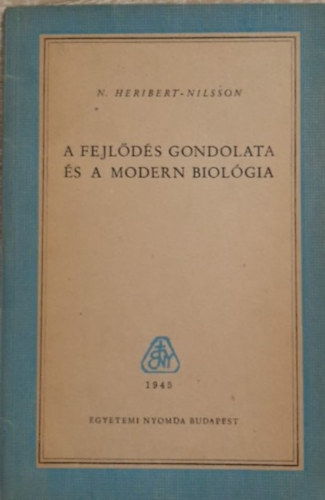 N. HERIBERT-NILSSON
A FEJLŐDÉS GONDOLATA
ÉS A MODERN BIOLÓGIA
1945
EGYETEMI NYOMDA BUDAPEST